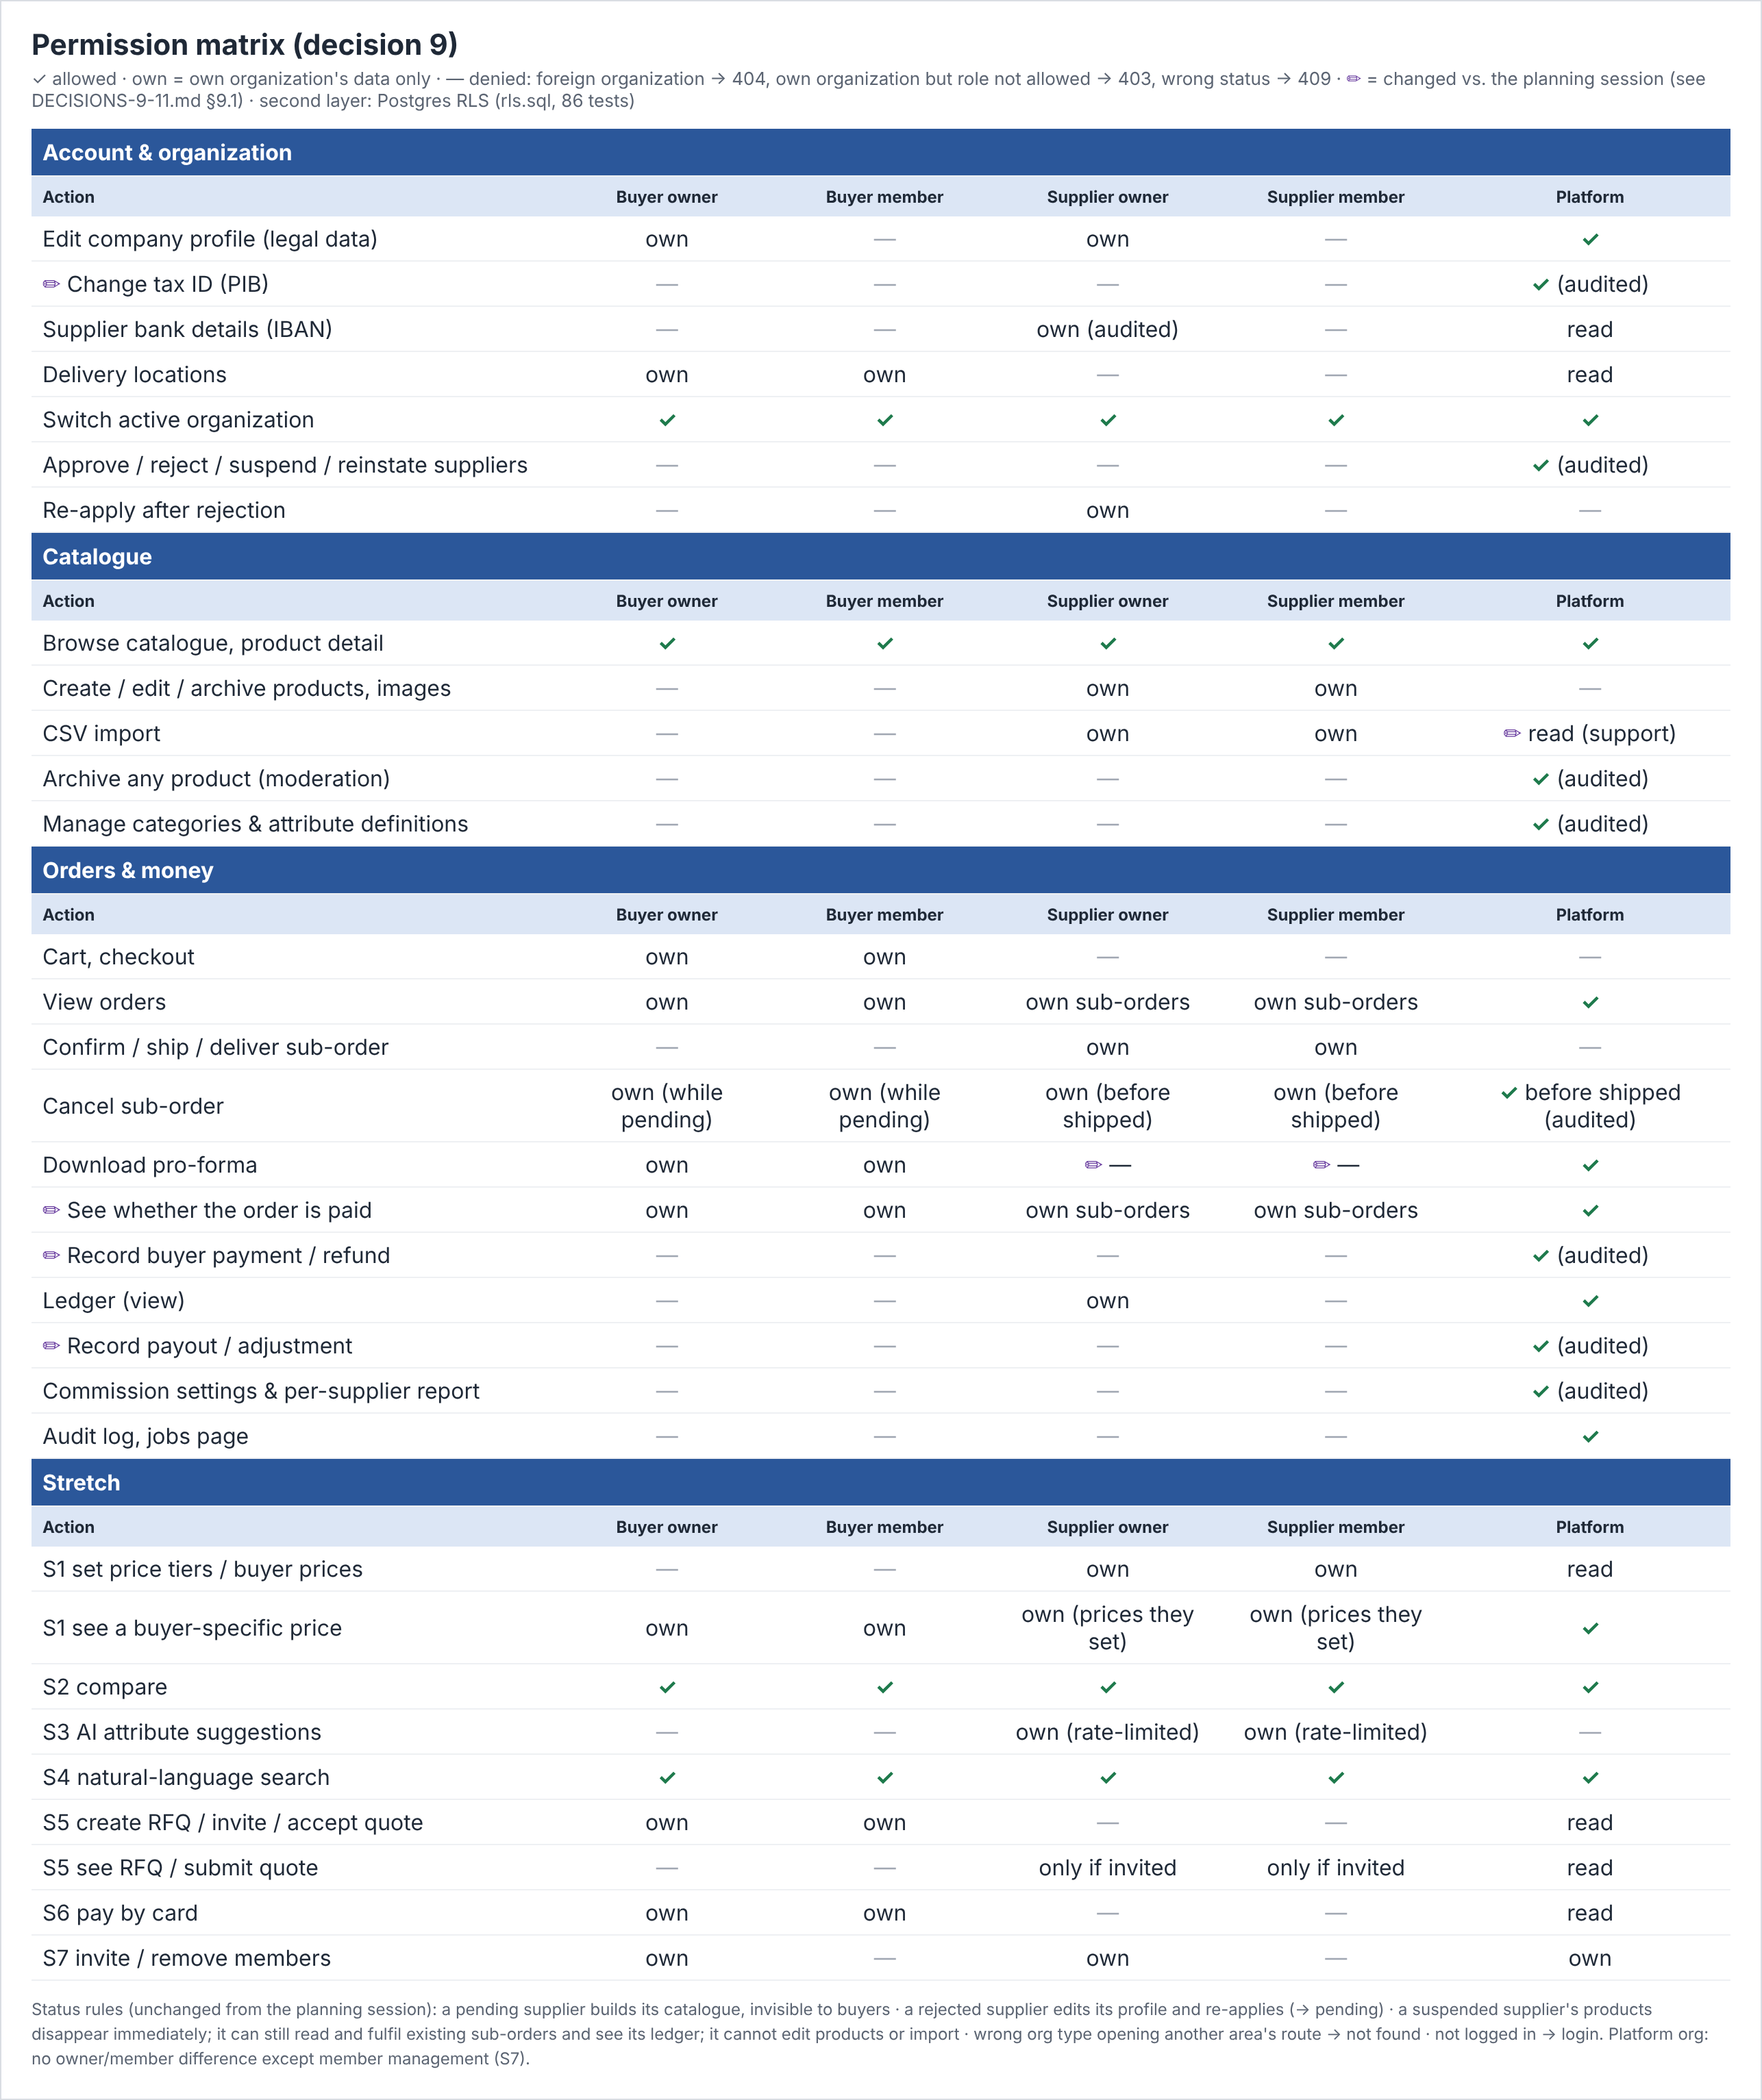 Permission matrix (decision 9)
✓ allowed · own = own organization's data only · — denied: foreign organization → 404, own organization but role not allowed → 403, wrong status → 409 · ✏ = changed vs. the planning session (see
DECISIONS-9-11.md §9.1) · second layer: Postgres RLS (rls.sql, 86 tests)
Account & organization
Action Buyer owner Buyer member Supplier owner Supplier member Platform
Edit company profile (legal data) own — own — ✓
✏ Change tax ID (PIB) — — — — ✓ (audited)
Supplier bank details (IBAN) — — own (audited) — read
Delivery locations own own — — read
Switch active organization ✓ ✓ ✓ ✓ ✓
Approve / reject / suspend / reinstate suppliers — — — — ✓ (audited)
Re-apply after rejection — — own — —
Catalogue
Action Buyer owner Buyer member Supplier owner Supplier member Platform
Browse catalogue, product detail ✓ ✓ ✓ ✓ ✓
Create / edit / archive products, images — — own own —
CSV import — — own own ✏ read (support)
Archive any product (moderation) — — — — ✓ (audited)
Manage categories & attribute definitions — — — — ✓ (audited)
Orders & money
Action Buyer owner Buyer member Supplier owner Supplier member Platform
Cart, checkout own own — — —
View orders own own own sub-orders own sub-orders ✓
Confirm / ship / deliver sub-order — — own own —
Cancel sub-order own (while pending) own (while pending) own (before shipped) own (before shipped) ✓ before shipped (audited)
Download pro-forma own own ✏ — ✏ — ✓
✏ See whether the order is paid own own own sub-orders own sub-orders ✓
✏ Record buyer payment / refund — — — — ✓ (audited)
Ledger (view) — — own — ✓
✏ Record payout / adjustment — — — — ✓ (audited)
Commission settings & per-supplier report — — — — ✓ (audited)
Audit log, jobs page — — — — ✓
Stretch
Action Buyer owner Buyer member Supplier owner Supplier member Platform
S1 set price tiers / buyer prices — — own own read
S1 see a buyer-specific price own own own (prices they set) own (prices they set) ✓
S2 compare ✓ ✓ ✓ ✓ ✓
S3 AI attribute suggestions — — own (rate-limited) own (rate-limited) —
S4 natural-language search ✓ ✓ ✓ ✓ ✓
S5 create RFQ / invite / accept quote own own — — read
S5 see RFQ / submit quote — — only if invited only if invited read
S6 pay by card own own — — read
S7 invite / remove members own — own — own
Status rules (unchanged from the planning session): a pending supplier builds its catalogue, invisible to buyers · a rejected supplier edits its profile and re-applies (→ pending) · a suspended supplier's products
disappear immediately; it can still read and fulfil existing sub-orders and see its ledger; it cannot edit products or import · wrong org type opening another area's route → not found · not logged in → login. Platform org:
no owner/member difference except member management (S7).